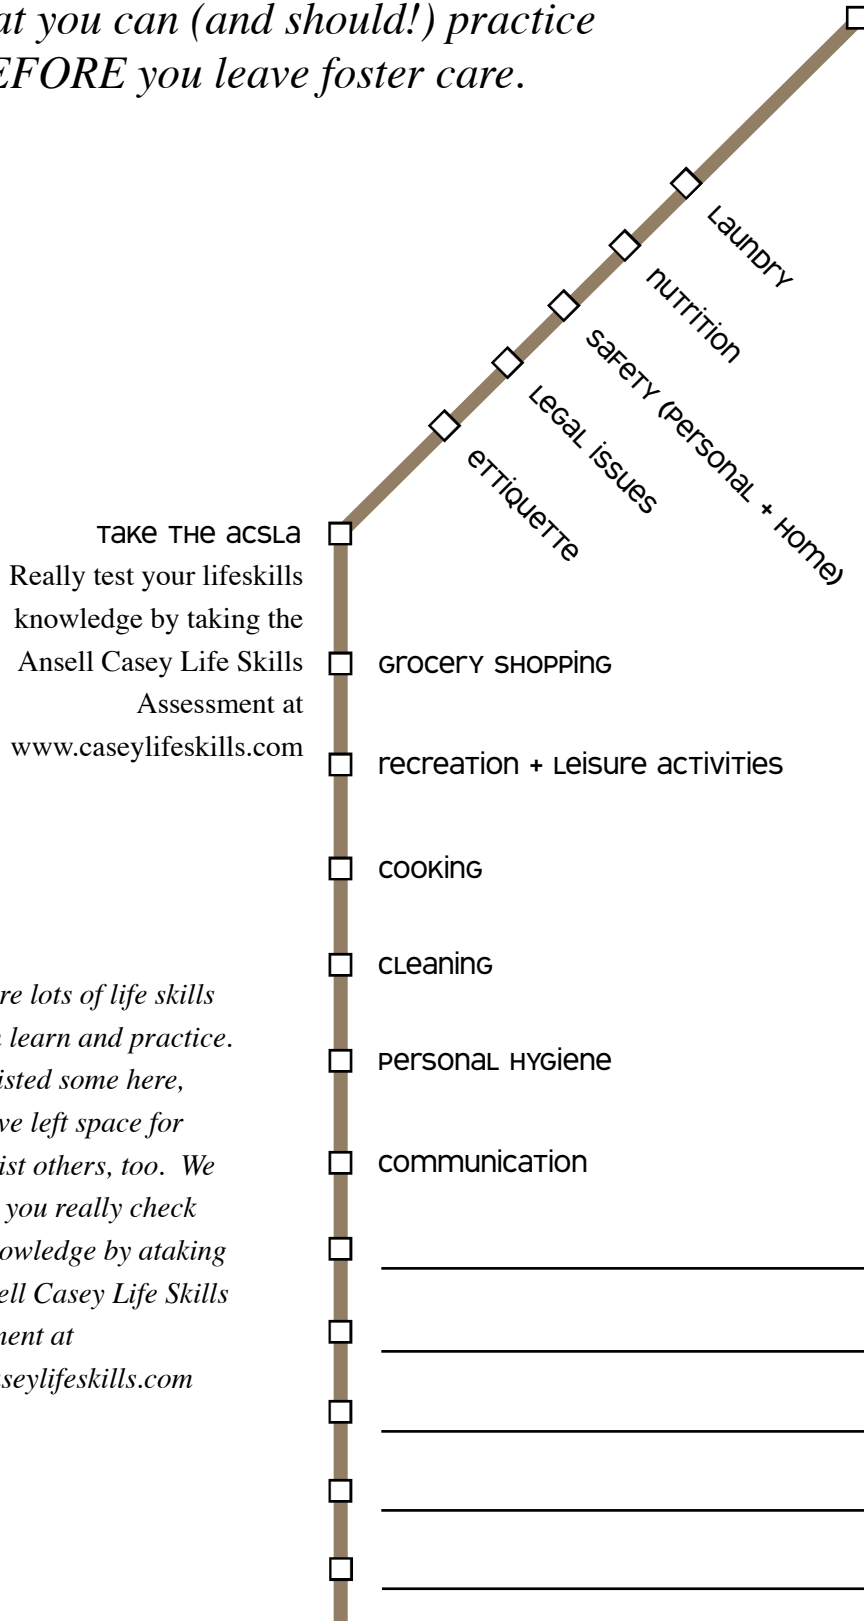 at you can (and should!) practice
EFORE you leave foster care.
Laundry
nutrition
safety (personal + home)
Legal issues
ettiquette
Take the acsla
Really test your lifeskills
knowledge by taking the
Ansell Casey Life Skills
Assessment at
www.caseylifeskills.com
Grocery shopping
recreation + Leisure activities
cooking
cleaning
personal hygiene
communication
re lots of life skills
learn and practice.
isted some here,
ve left space for
ist others, too.  We
you really check
owledge by ataking
ell Casey Life Skills
ment at
seylifeskills.com